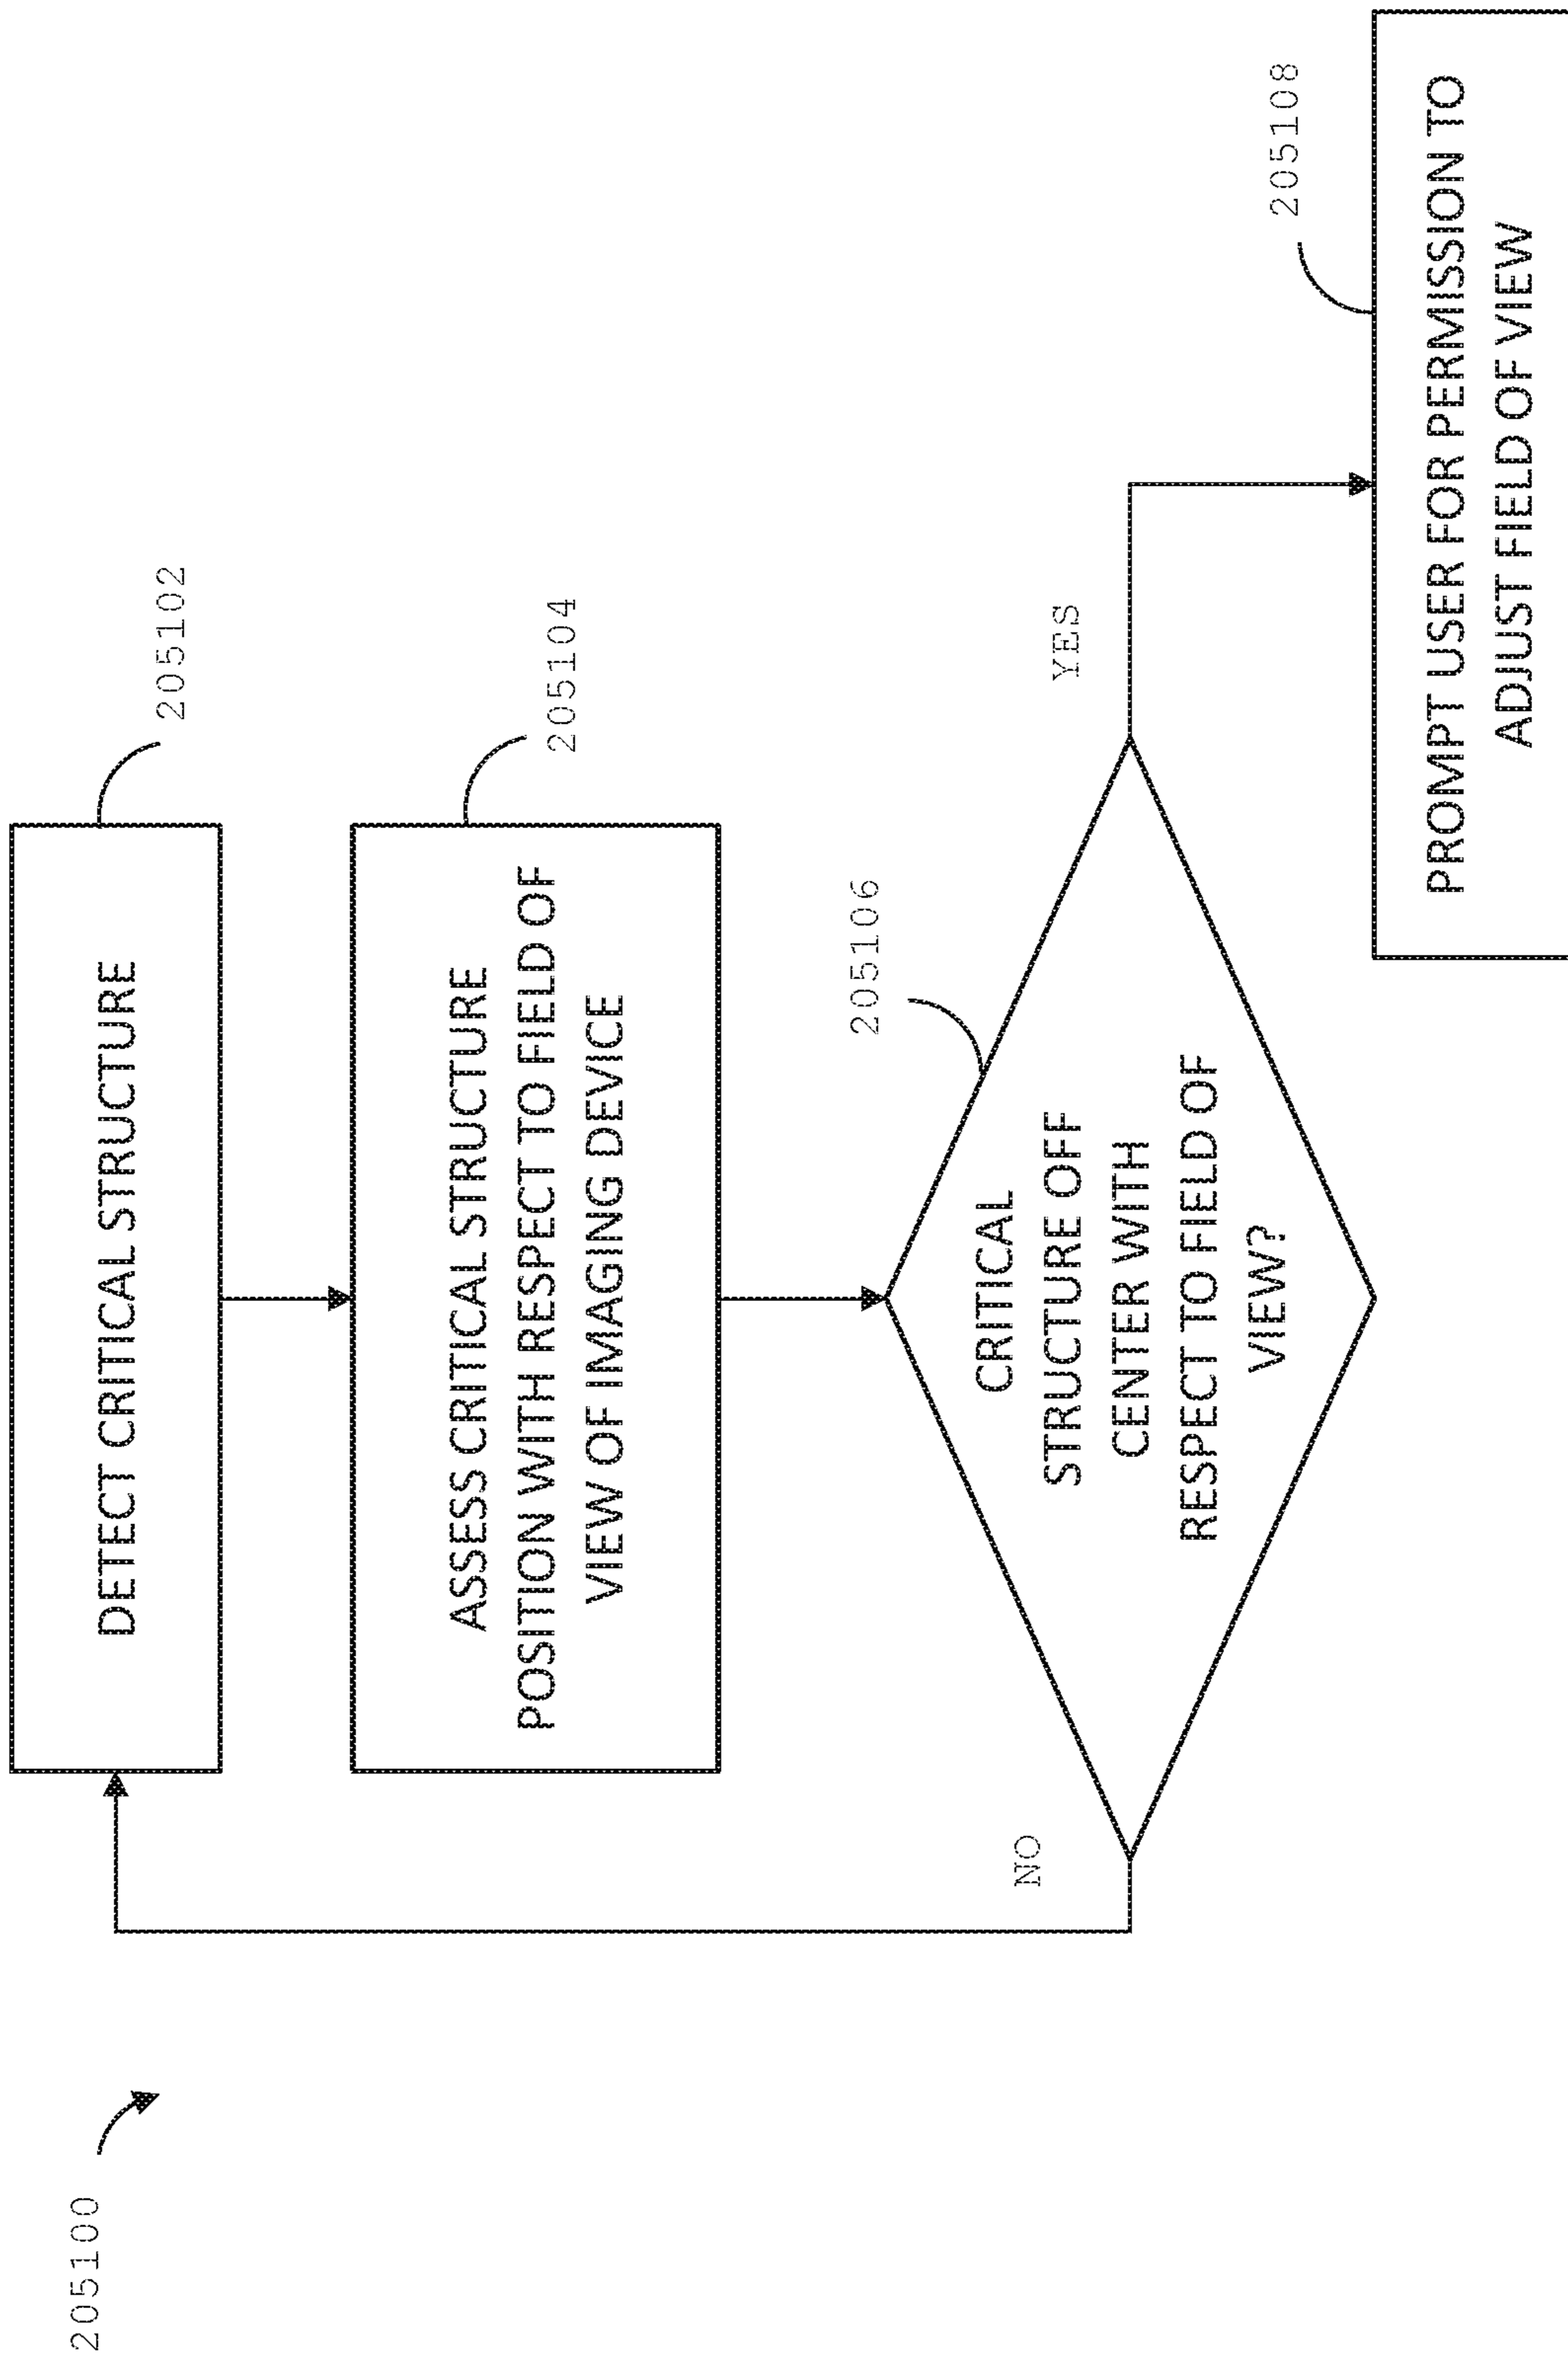 205100
DETECT CRITICAL STRUCTURE
205102
ASSESS CRITICAL STRUCTURE
POSITION WITH RESPECT TO FIELD OF
VIEW OF IMAGING DEVICE
205104
205106
CRITICAL
STRUCTURE OFF
CENTER WITH
RESPECT TO FIELD OF
VIEW?
NO
YES
205108
PROMPT USER FOR PERMISSION TO
ADJUST FIELD OF VIEW